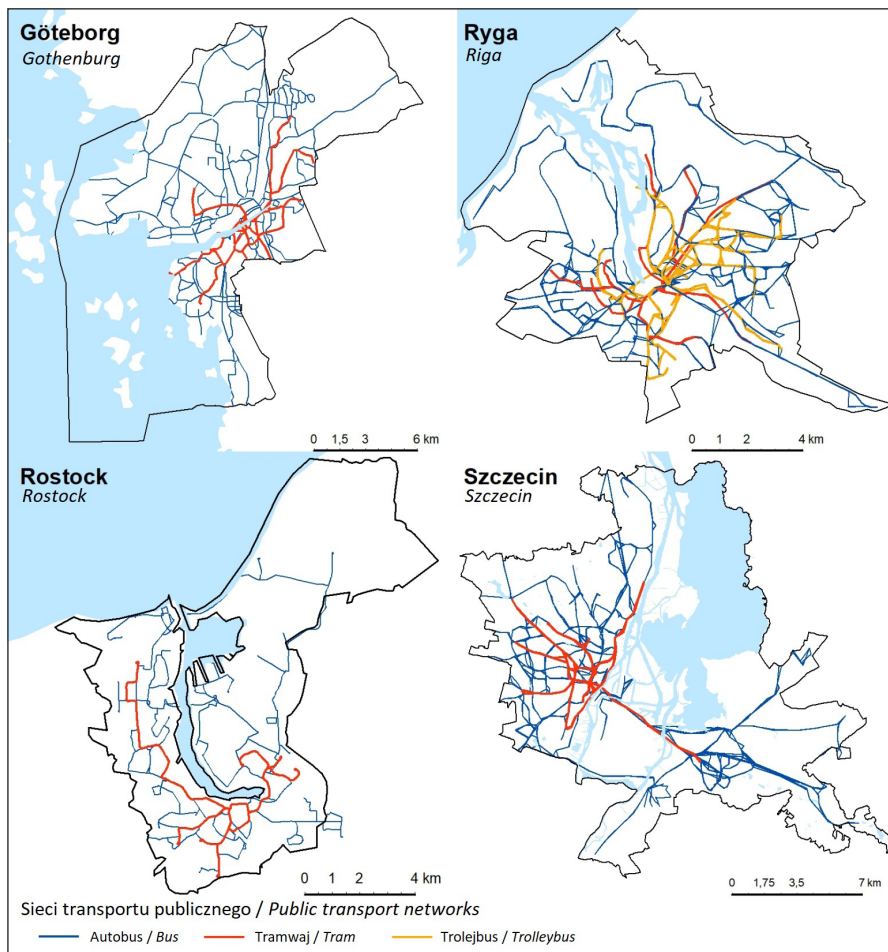 Göteborg
Gothenburg
0 1,5 3 6 km
Ryga
Riga
0 1 2 4 km
Rostock
Rostock
0 1 2 4 km
Szczecin
Szczecin
0 1,75 3,5 7 km
Sieci transportu publicznego / Public transport networks
Autobus / Bus Tramwaj / Tram Trolejbus / Trolleybus